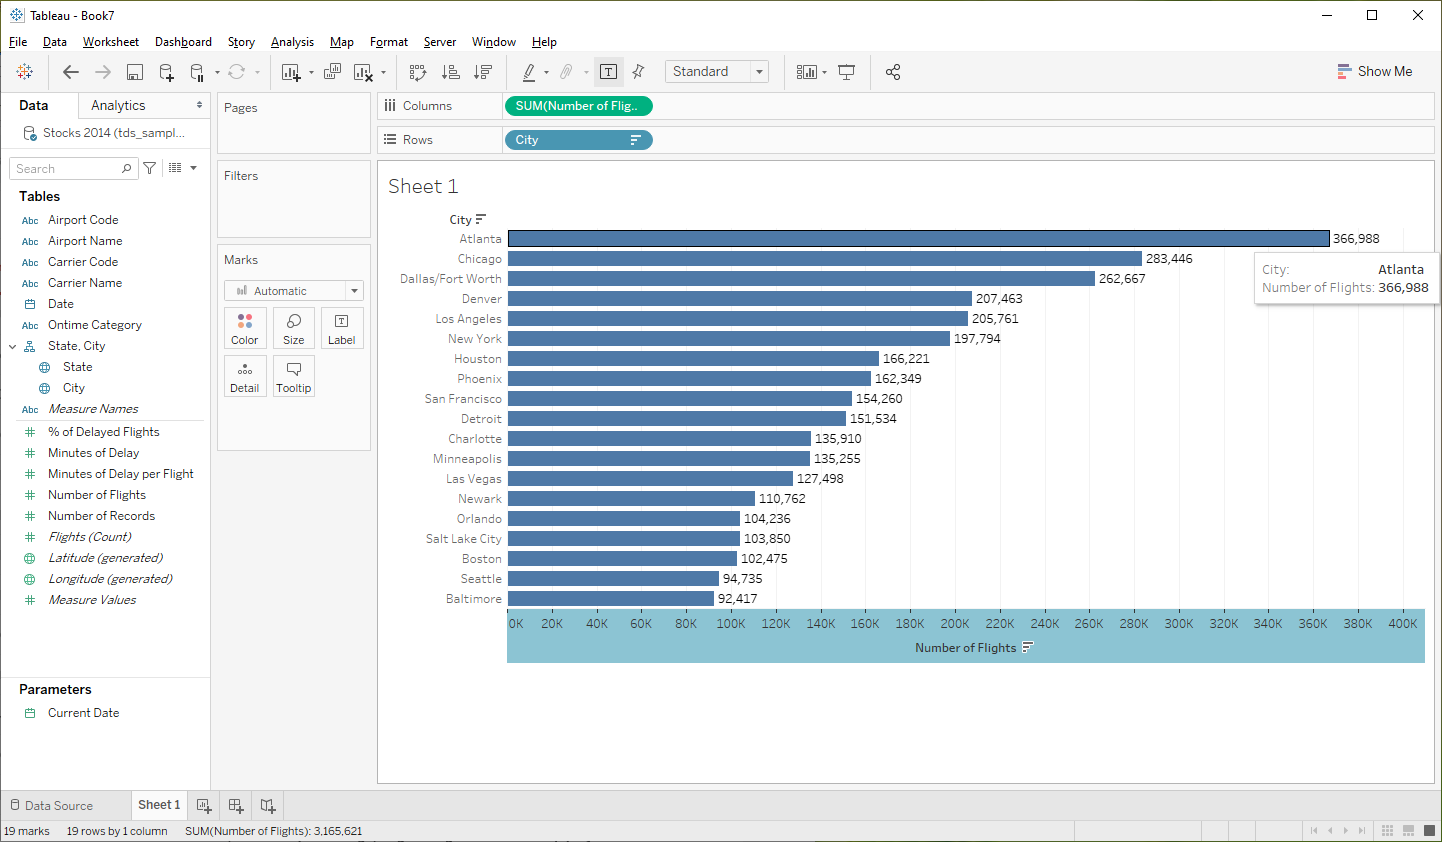 Tableau - Book7
File Data Worksheet Dashboard Story Analysis Map Format Server Window Help
Standard
Show Me
Data Analytics
Stocks 2014 (tds_sampl...
Search
Tables
Abc Airport Code
Abc Airport Name
Abc Carrier Code
Abc Carrier Name
Date
Abc Ontime Category
State, City
State
City
Abc Measure Names
# % of Delayed Flights
# Minutes of Delay
# Minutes of Delay per Flight
# Number of Flights
# Number of Records
# Flights (Count)
Latitude (generated)
Longitude (generated)
# Measure Values
Parameters
Current Date
Pages
Filters
Marks
Automatic
Color Size Label
Detail Tooltip
Columns SUM(Number of Flig..
Rows City
Sheet 1
City
Atlanta 366,988
Chicago 283,446
Dallas/Fort Worth 262,667
Denver 207,463
Los Angeles 205,761
New York 197,794
Houston 166,221
Phoenix 162,349
San Francisco 154,260
Detroit 151,534
Charlotte 135,910
Minneapolis 135,255
Las Vegas 127,498
Newark 110,762
Orlando 104,236
Salt Lake City 103,850
Boston 102,475
Seattle 94,735
Baltimore 92,417
0K 20K 40K 60K 80K 100K 120K 140K 160K 180K 200K 220K 240K 260K 280K 300K 320K 340K 360K 380K 400K
Number of Flights
City: Atlanta
Number of Flights: 366,988
Data Source Sheet 1
19 marks 19 rows by 1 column SUM(Number of Flights): 3,165,621